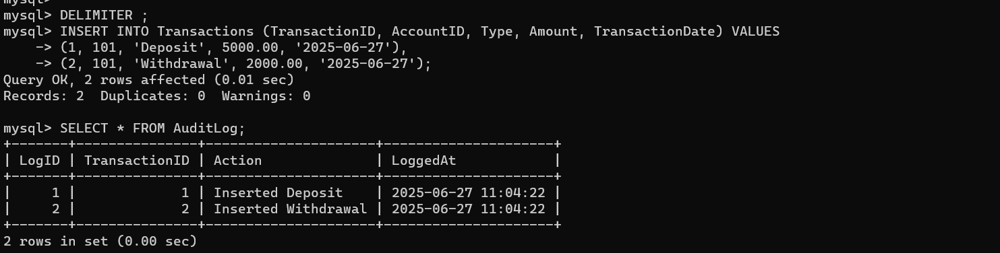 mysql>
mysql> DELIMITER ;
mysql> INSERT INTO Transactions (TransactionID, AccountID, Type, Amount, TransactionDate) VALUES
    -> (1, 101, 'Deposit', 5000.00, '2025-06-27'),
    -> (2, 101, 'Withdrawal', 2000.00, '2025-06-27');
Query OK, 2 rows affected (0.01 sec)
Records: 2  Duplicates: 0  Warnings: 0

mysql> SELECT * FROM AuditLog;
+-------+---------------+---------------------+---------------------+
| LogID | TransactionID | Action              | LoggedAt            |
+-------+---------------+---------------------+---------------------+
|     1 |             1 | Inserted Deposit    | 2025-06-27 11:04:22 |
|     2 |             2 | Inserted Withdrawal | 2025-06-27 11:04:22 |
+-------+---------------+---------------------+---------------------+
2 rows in set (0.00 sec)